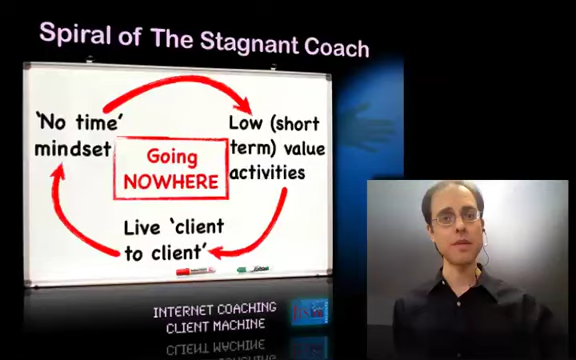 Spiral of The Stagnant Coach
'No time'
mindset
Low (short
term) value
activities
Going
NOWHERE
Live 'client
to client'
INTERNET COACHING
CLIENT MACHINE